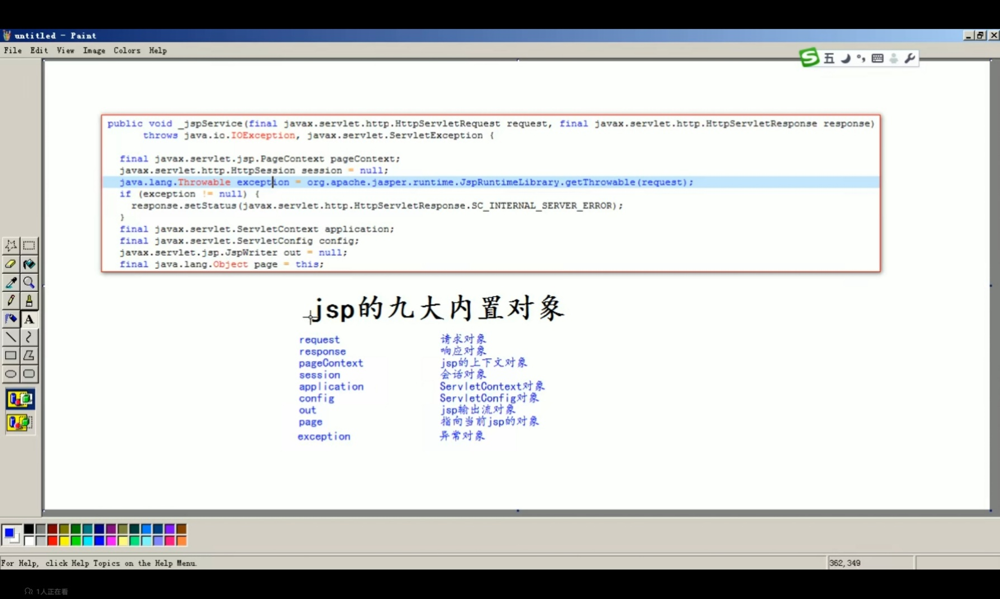 untitled - Paint
File Edit View Image Colors Help
五
public void _jspService(final javax.servlet.http.HttpServletRequest request, final javax.servlet.http.HttpServletResponse response)
throws java.io.IOException, javax.servlet.ServletException {
final javax.servlet.jsp.PageContext pageContext;
javax.servlet.http.HttpSession session = null;
java.lang.Throwable exception = org.apache.jasper.runtime.JspRuntimeLibrary.getThrowable(request);
if (exception != null) {
response.setStatus(javax.servlet.http.HttpServletResponse.SC_INTERNAL_SERVER_ERROR);
}
final javax.servlet.ServletContext application;
final javax.servlet.ServletConfig config;
javax.servlet.jsp.JspWriter out = null;
final java.lang.Object page = this;
jsp的九大内置对象
request 请求对象
response 响应对象
pageContext jsp的上下文对象
session 会话对象
application ServletContext对象
config ServletConfig对象
out jsp输出流对象
page 指向当前jsp的对象
exception 异常对象
A
For Help, click Help Topics on the Help Menu.
362,349
1人正在看